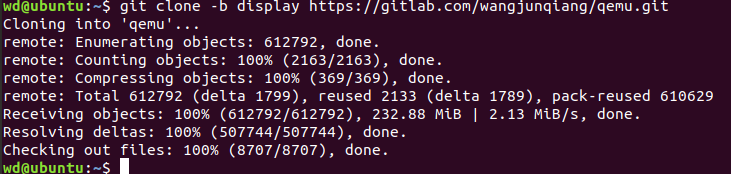 wd@ubuntu:~$ git clone -b display https://gitlab.com/wangjunqiang/qemu.git
Cloning into 'qemu'...
remote: Enumerating objects: 612792, done.
remote: Counting objects: 100% (2163/2163), done.
remote: Compressing objects: 100% (369/369), done.
remote: Total 612792 (delta 1799), reused 2133 (delta 1789), pack-reused 610629
Receiving objects: 100% (612792/612792), 232.88 MiB | 2.13 MiB/s, done.
Resolving deltas: 100% (507744/507744), done.
Checking out files: 100% (8707/8707), done.
wd@ubuntu:~$